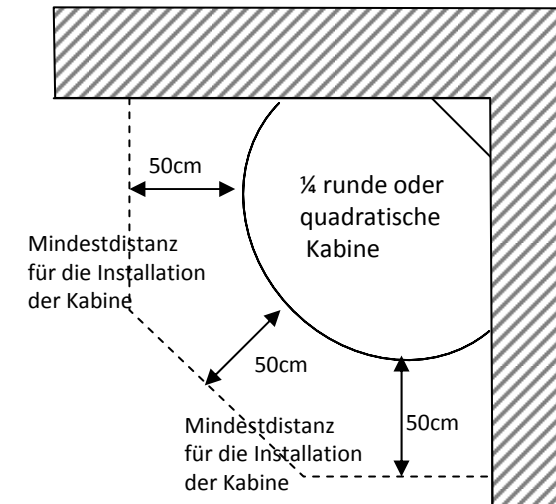 50cm
¼ runde oder
quadratische
Kabine
Mindestdistanz
für die Installation
der Kabine
50cm
Mindestdistanz
für die Installation
der Kabine
50cm